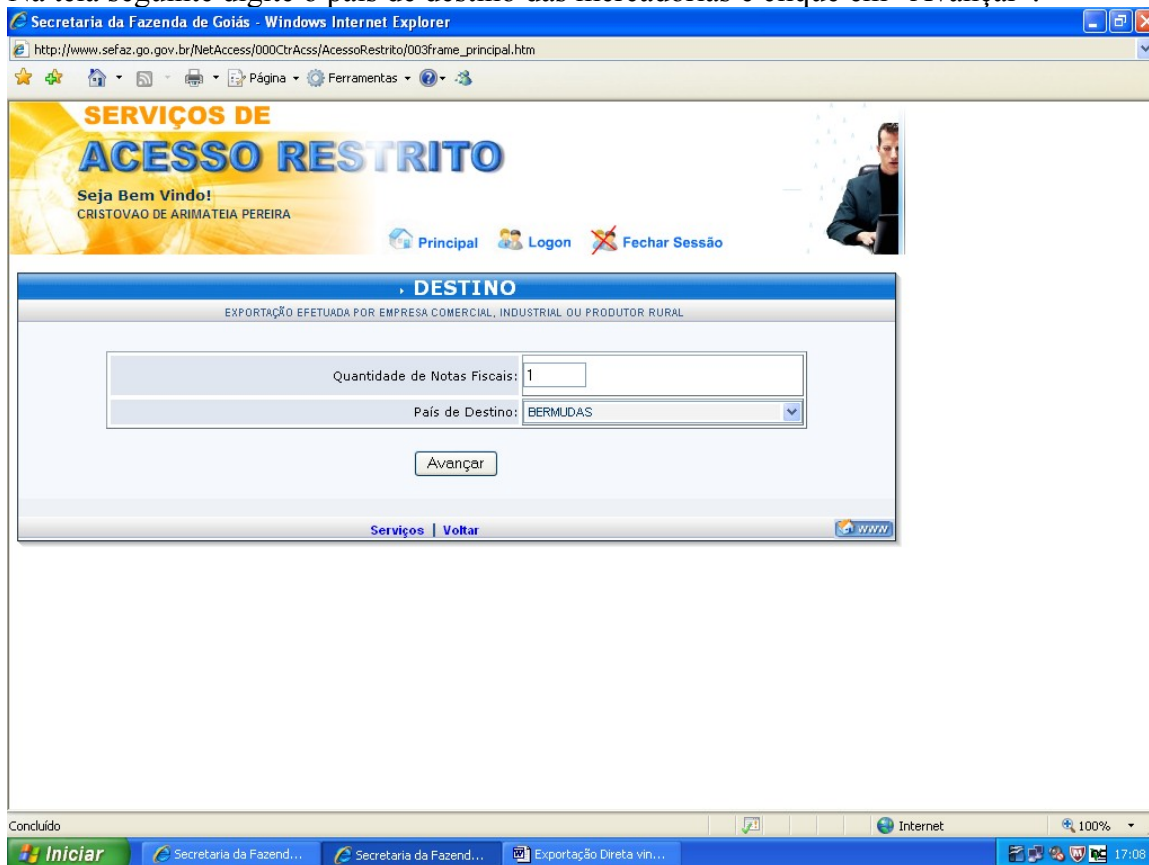 Na tela seguinte digite o país de destino das mercadorias e clique em "Avançar".
Secretaria da Fazenda de Goiás - Windows Internet Explorer
http://www.sefaz.go.gov.br/NetAccess/000CtrAcss/AcessoRestrito/003frame_principal.htm
Página Ferramentas
SERVIÇOS DE
ACESSO RESTRITO
Seja Bem Vindo!
CRISTOVAO DE ARIMATEIA PEREIRA
Principal Logon Fechar Sessão
DESTINO
EXPORTAÇÃO EFETUADA POR EMPRESA COMERCIAL, INDUSTRIAL OU PRODUTOR RURAL
Quantidade de Notas Fiscais: 1
País de Destino: BERMUDAS
Avançar
Serviços | Voltar
www
Concluído Internet 100%
Iniciar Secretaria da Fazend... Secretaria da Fazend... Exportação Direta vin... 17:08